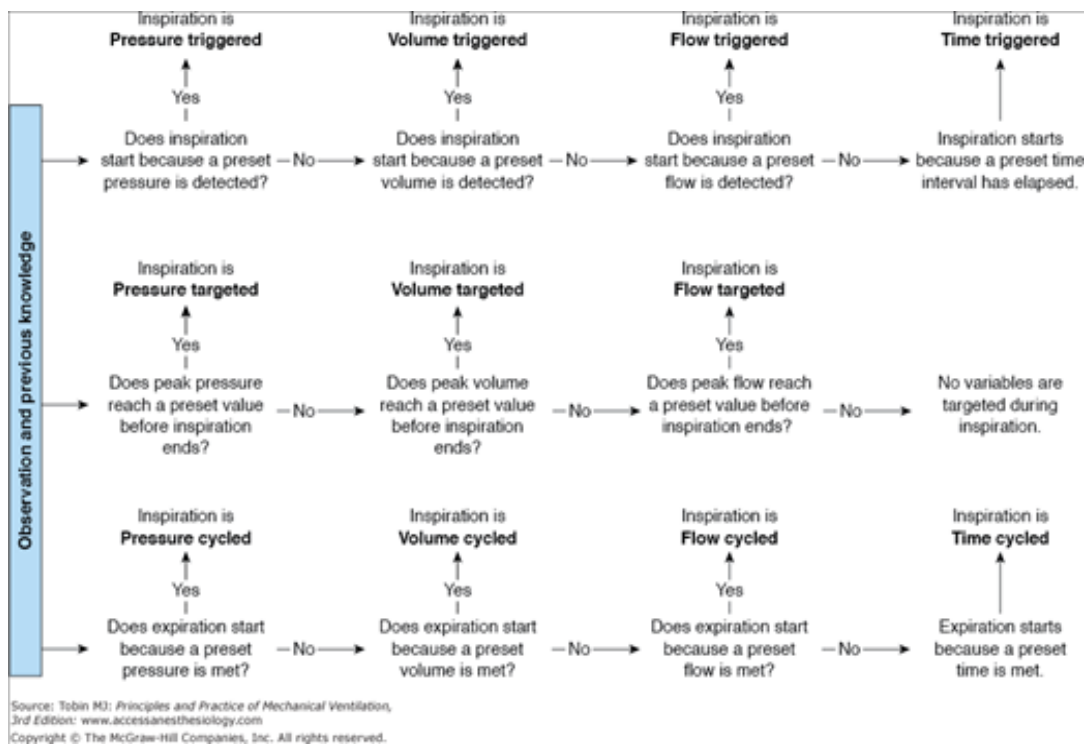 Inspiration is
Pressure triggered
Inspiration is
Volume triggered
Inspiration is
Flow triggered
Inspiration is
Time triggered
Yes
Yes
Yes
Does inspiration
start because a preset
pressure is detected?
No
Does inspiration
start because a preset
volume is detected?
No
Does inspiration
start because a preset
flow is detected?
No
Inspiration starts
because a preset time
interval has elapsed.
Observation and previous knowledge
Inspiration is
Pressure targeted
Inspiration is
Volume targeted
Inspiration is
Flow targeted
Yes
Yes
Yes
Does peak pressure
reach a preset value
before inspiration
ends?
No
Does peak volume
reach a preset value
before inspiration
ends?
No
Does peak flow reach
a preset value before
inspiration ends?
No
No variables are
targeted during
inspiration.
Inspiration is
Pressure cycled
Inspiration is
Volume cycled
Inspiration is
Flow cycled
Inspiration is
Time cycled
Yes
Yes
Yes
Does expiration start
because a preset
pressure is met?
No
Does expiration start
because a preset
volume is met?
No
Does expiration start
because a preset
flow is met?
No
Expiration starts
because a preset
time is met.
Source: Tobin MJ: Principles and Practice of Mechanical Ventilation,
3rd Edition: www.accessanesthesiology.com
Copyright © The McGraw-Hill Companies, Inc. All rights reserved.